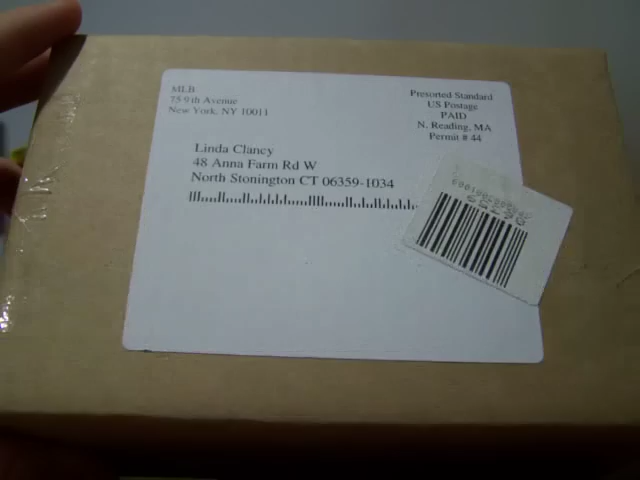 MLB
75 9th Avenue
New York, NY 10011
Presorted Standard
US Postage
PAID
N. Reading, MA
Permit # 44
Linda Clancy
48 Anna Farm Rd W
North Stonington CT 06359-1034